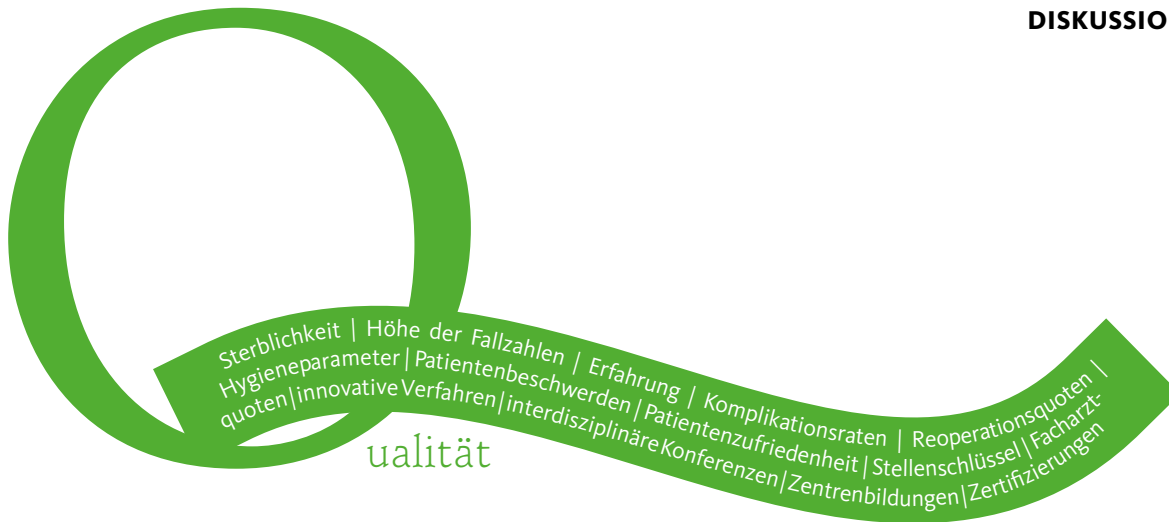 DISKUSSIO
Q
Sterblichkeit | Höhe der Fallzahlen | Erfahrung | Komplikationsraten | Reoperationsquoten |
Hygieneparameter | Patientenbeschwerden | Patientenzufriedenheit | Stellenschlüssel | Facharzt-
quoten | innovative Verfahren | interdisziplinäre Konferenzen | Zentrenbildungen | Zertifizierungen
ualität